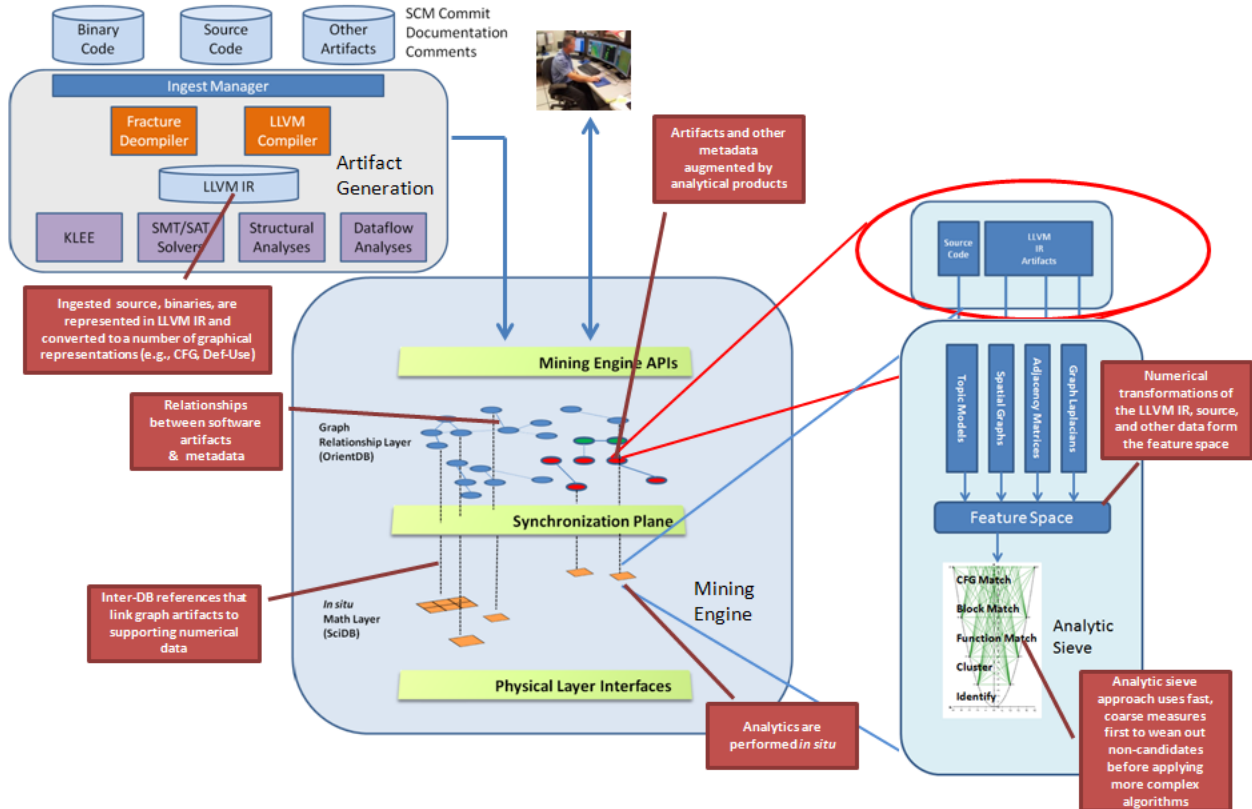 Binary
Code
Source
Code
Other
Artifacts
SCM Commit
Documentation
Comments
Ingest Manager
Fracture
Deompiler
LLVM
Compiler
LLVM IR
Artifact
Generation
KLEE
SMT/SAT
Solvers
Structural
Analyses
Dataflow
Analyses
Ingested source, binaries, are
represented in LLVM IR and
converted to a number of graphical
representations (e.g., CFG, Def-Use)
Artifacts and other
metadata
augmented by
analytical products
Mining Engine APIs
Relationships
between software
artifacts
& metadata
Graph
Relationship Layer
(OrientDB)
Synchronization Plane
Inter-DB references that
link graph artifacts to
supporting numerical
data
In situ
Math Layer
(SciDB)
Mining
Engine
Physical Layer Interfaces
Analytics are
performed in situ
Source
Code
LLVM
IR
Artifacts
Topic Models
Spatial Graphs
Adjacency Matrices
Graph Laplacians
Numerical
transformations of
the LLVM IR, source,
and other data form
the feature space
Feature Space
CFG Match
Block Match
Function Match
Cluster
Identify
Analytic
Sieve
Analytic sieve
approach uses fast,
coarse measures
first to wean out
non-candidates
before applying
more complex
algorithms